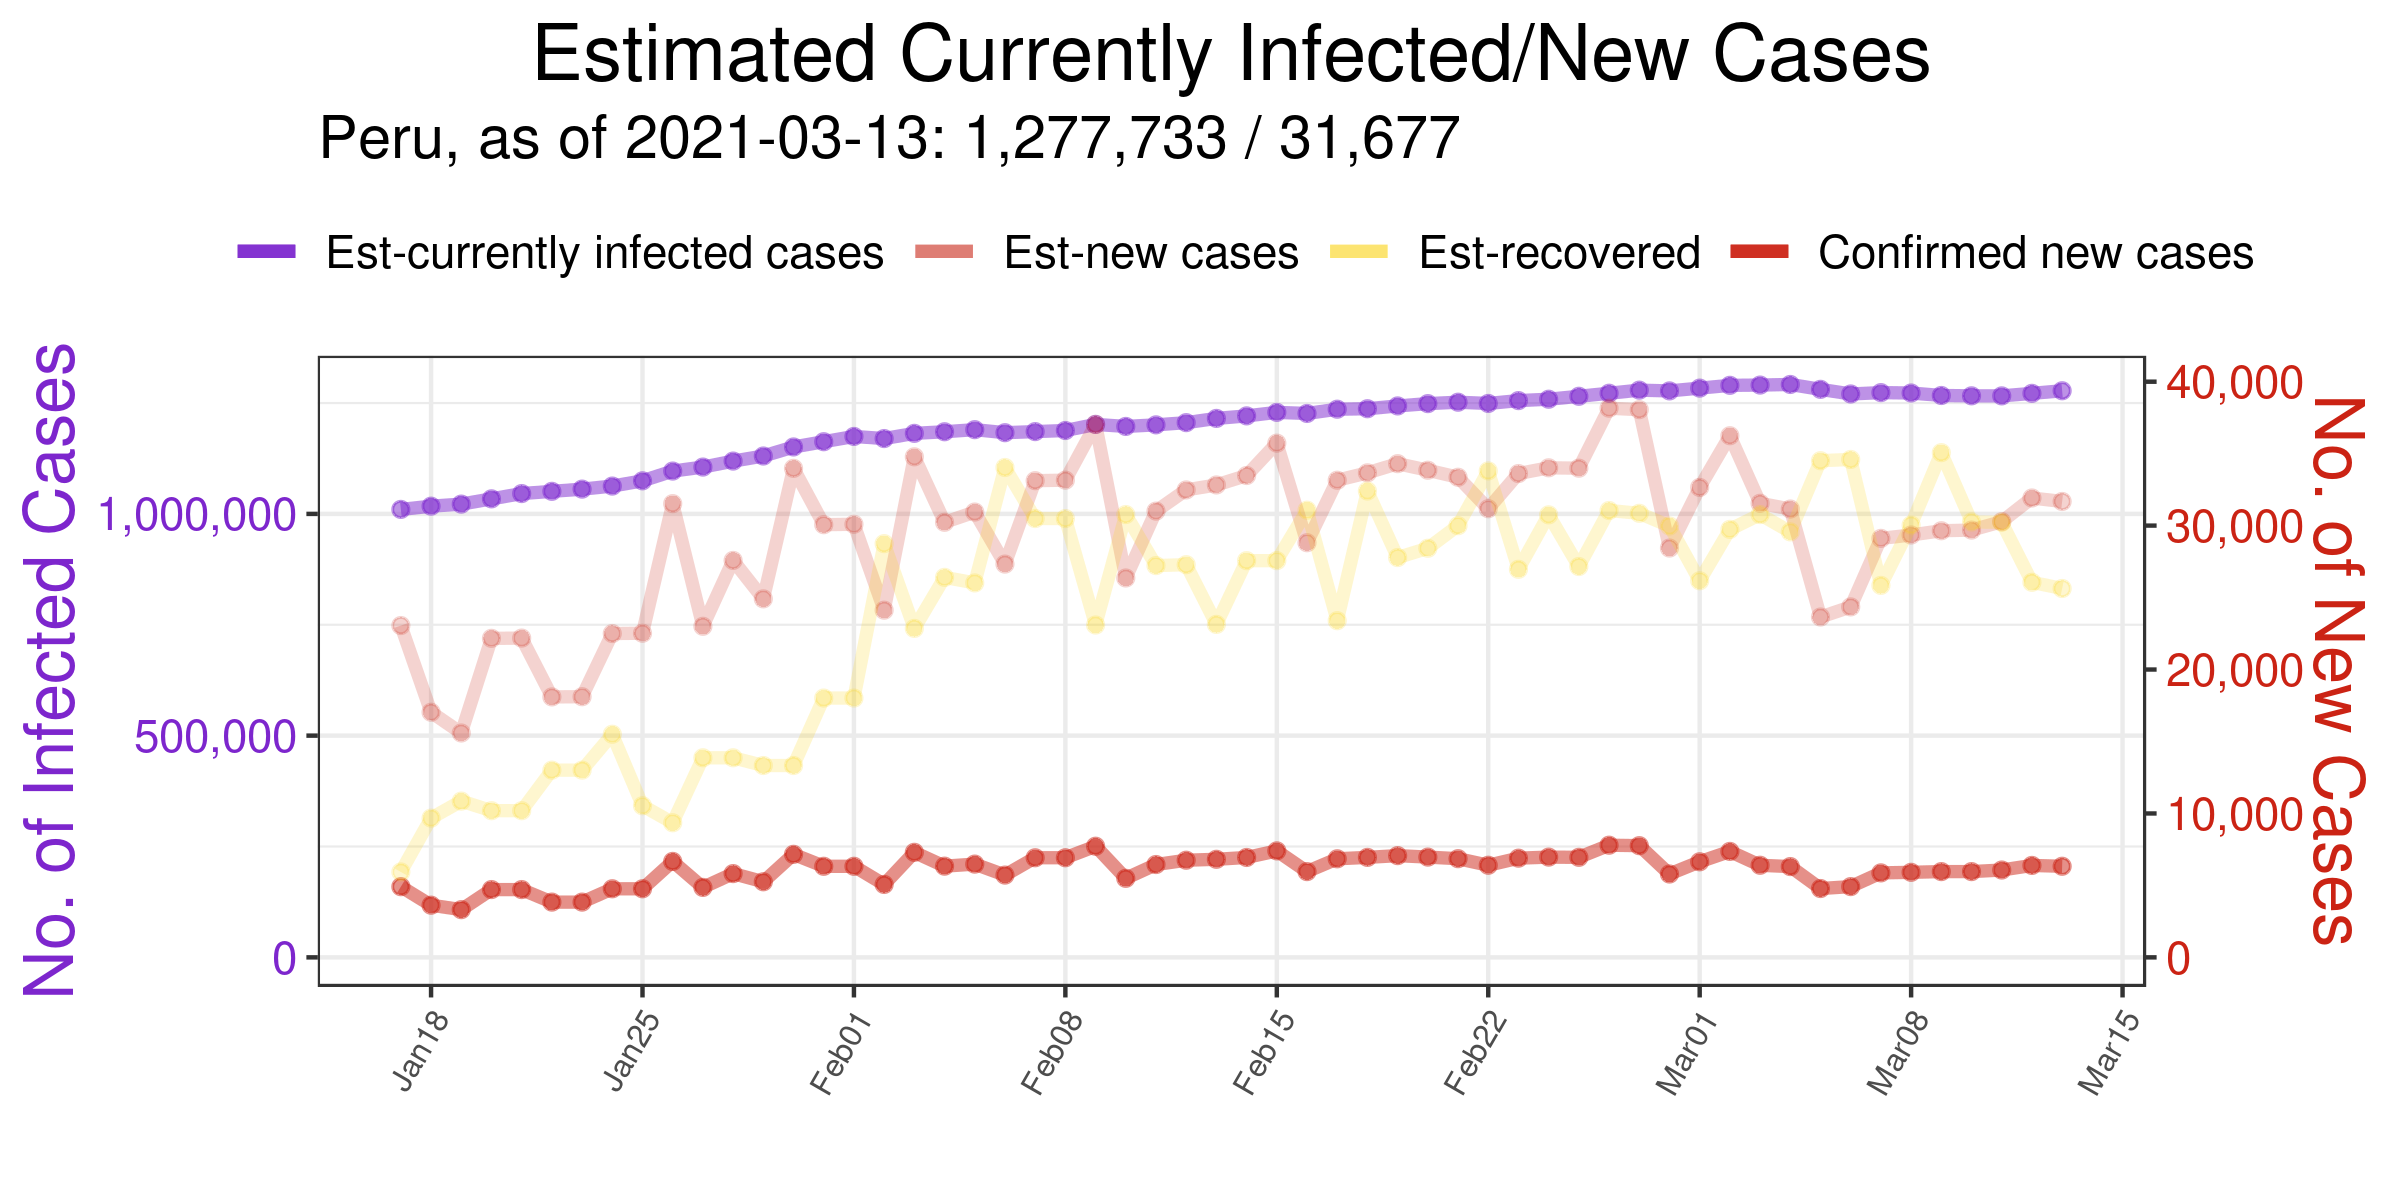 Estimated Currently Infected/New Cases
Peru, as of 2021-03-13: 1,277,733 / 31,677
Est-currently infected cases Est-new cases Est-recovered Confirmed new cases
No. of Infected Cases
1,000,000
500,000
0
40,000
30,000
20,000
10,000
0
No. of New Cases
Jan18 Jan25 Feb01 Feb08 Feb15 Feb22 Mar01 Mar08 Mar15